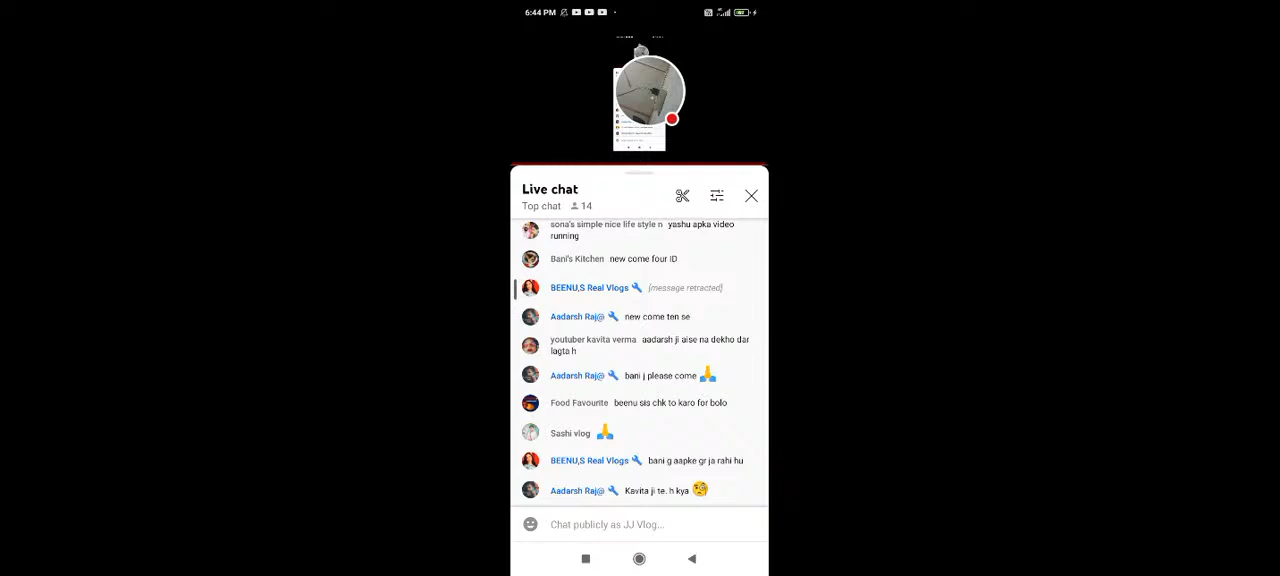 6:44 PM
Live chat
Top chat 14
sona's simple nice life style n yashu apka video
running
Bani's Kitchen new come four ID
BEENU,S Real Vlogs [message retracted]
Aadarsh Raj@ new come ten se
youtuber kavita verma aadarsh ji aise na dekho dar
lagta h
Aadarsh Raj@ bani j please come 🙏
Food Favourite beenu sis chk to karo for bolo
Sashi vlog 🙏
BEENU,S Real Vlogs bani g aapke gr ja rahi hu
Aadarsh Raj@ Kavita ji te. h kya 🧐
Chat publicly as JJ Vlog...